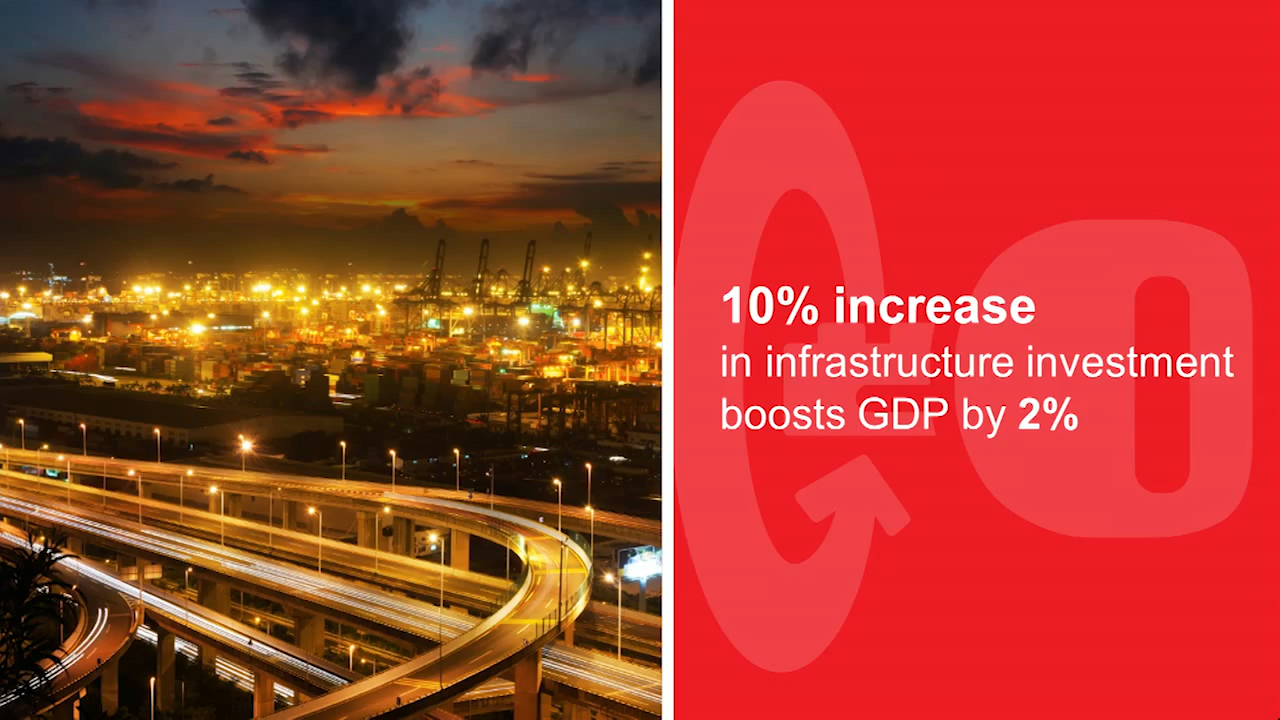 10% increase
in infrastructure investment
boosts GDP by 2%